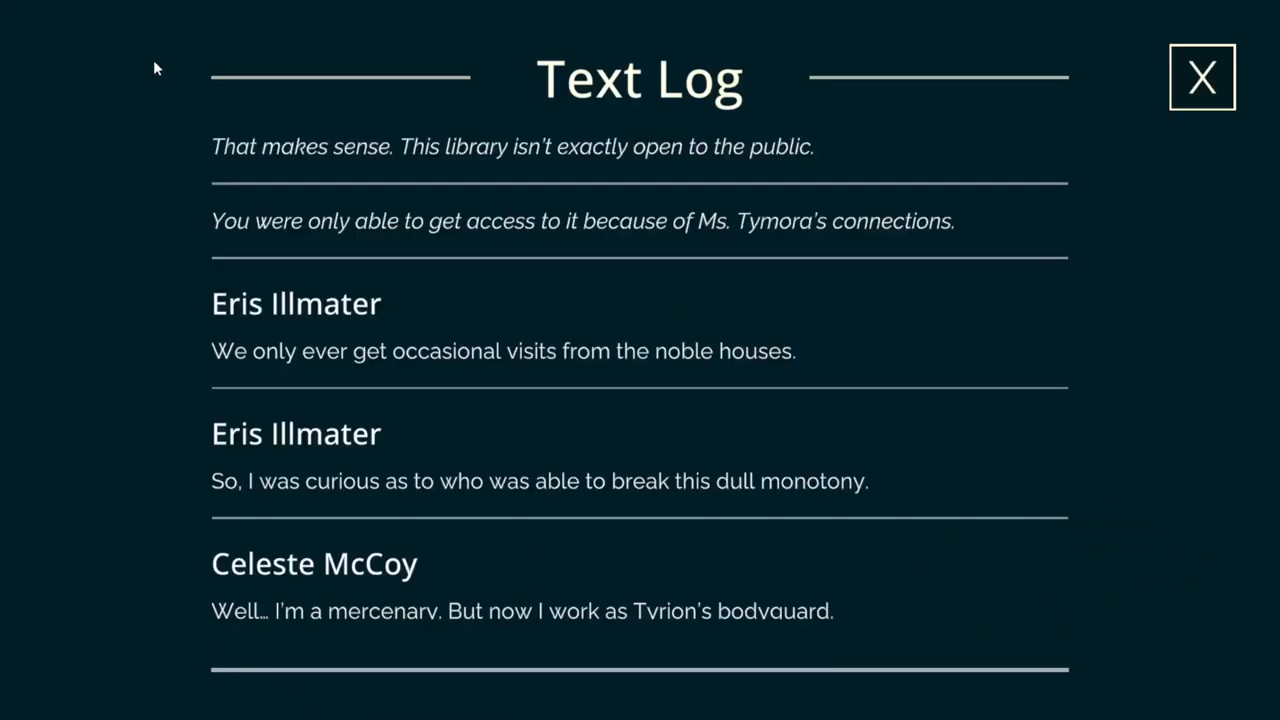 Text Log
X
That makes sense. This library isn't exactly open to the public.
You were only able to get access to it because of Ms. Tymora's connections.
Eris Illmater
We only ever get occasional visits from the noble houses.
Eris Illmater
So, I was curious as to who was able to break this dull monotony.
Celeste McCoy
Well... I'm a mercenary. But now I work as Tyrion's bodyguard.